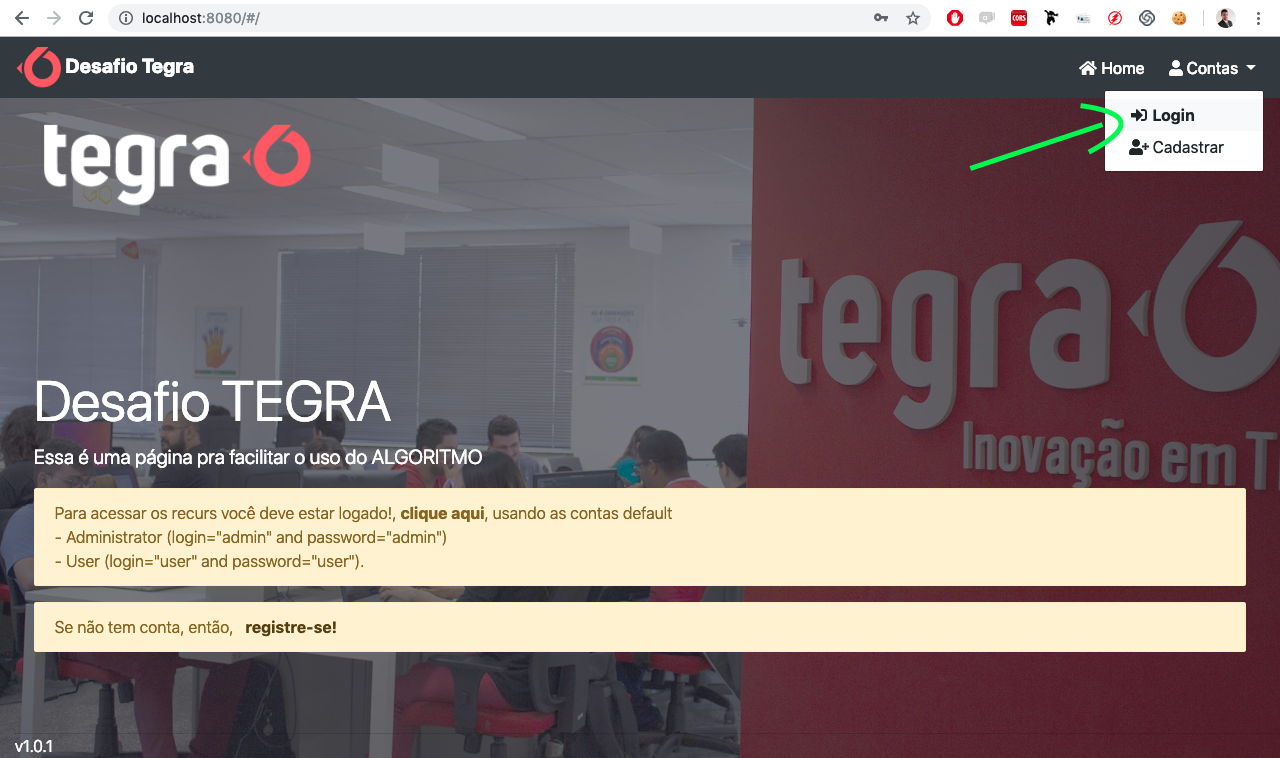 localhost:8080/#/
CORS
Desafio Tegra
Home
Contas
Login
Cadastrar
tegra
tegra
Inovação em T
Desafio TEGRA
Essa é uma página pra facilitar o uso do ALGORITMO
Para acessar os recurs você deve estar logado!, clique aqui, usando as contas default
- Administrator (login="admin" and password="admin")
- User (login="user" and password="user").
Se não tem conta, então, registre-se!
v1.0.1